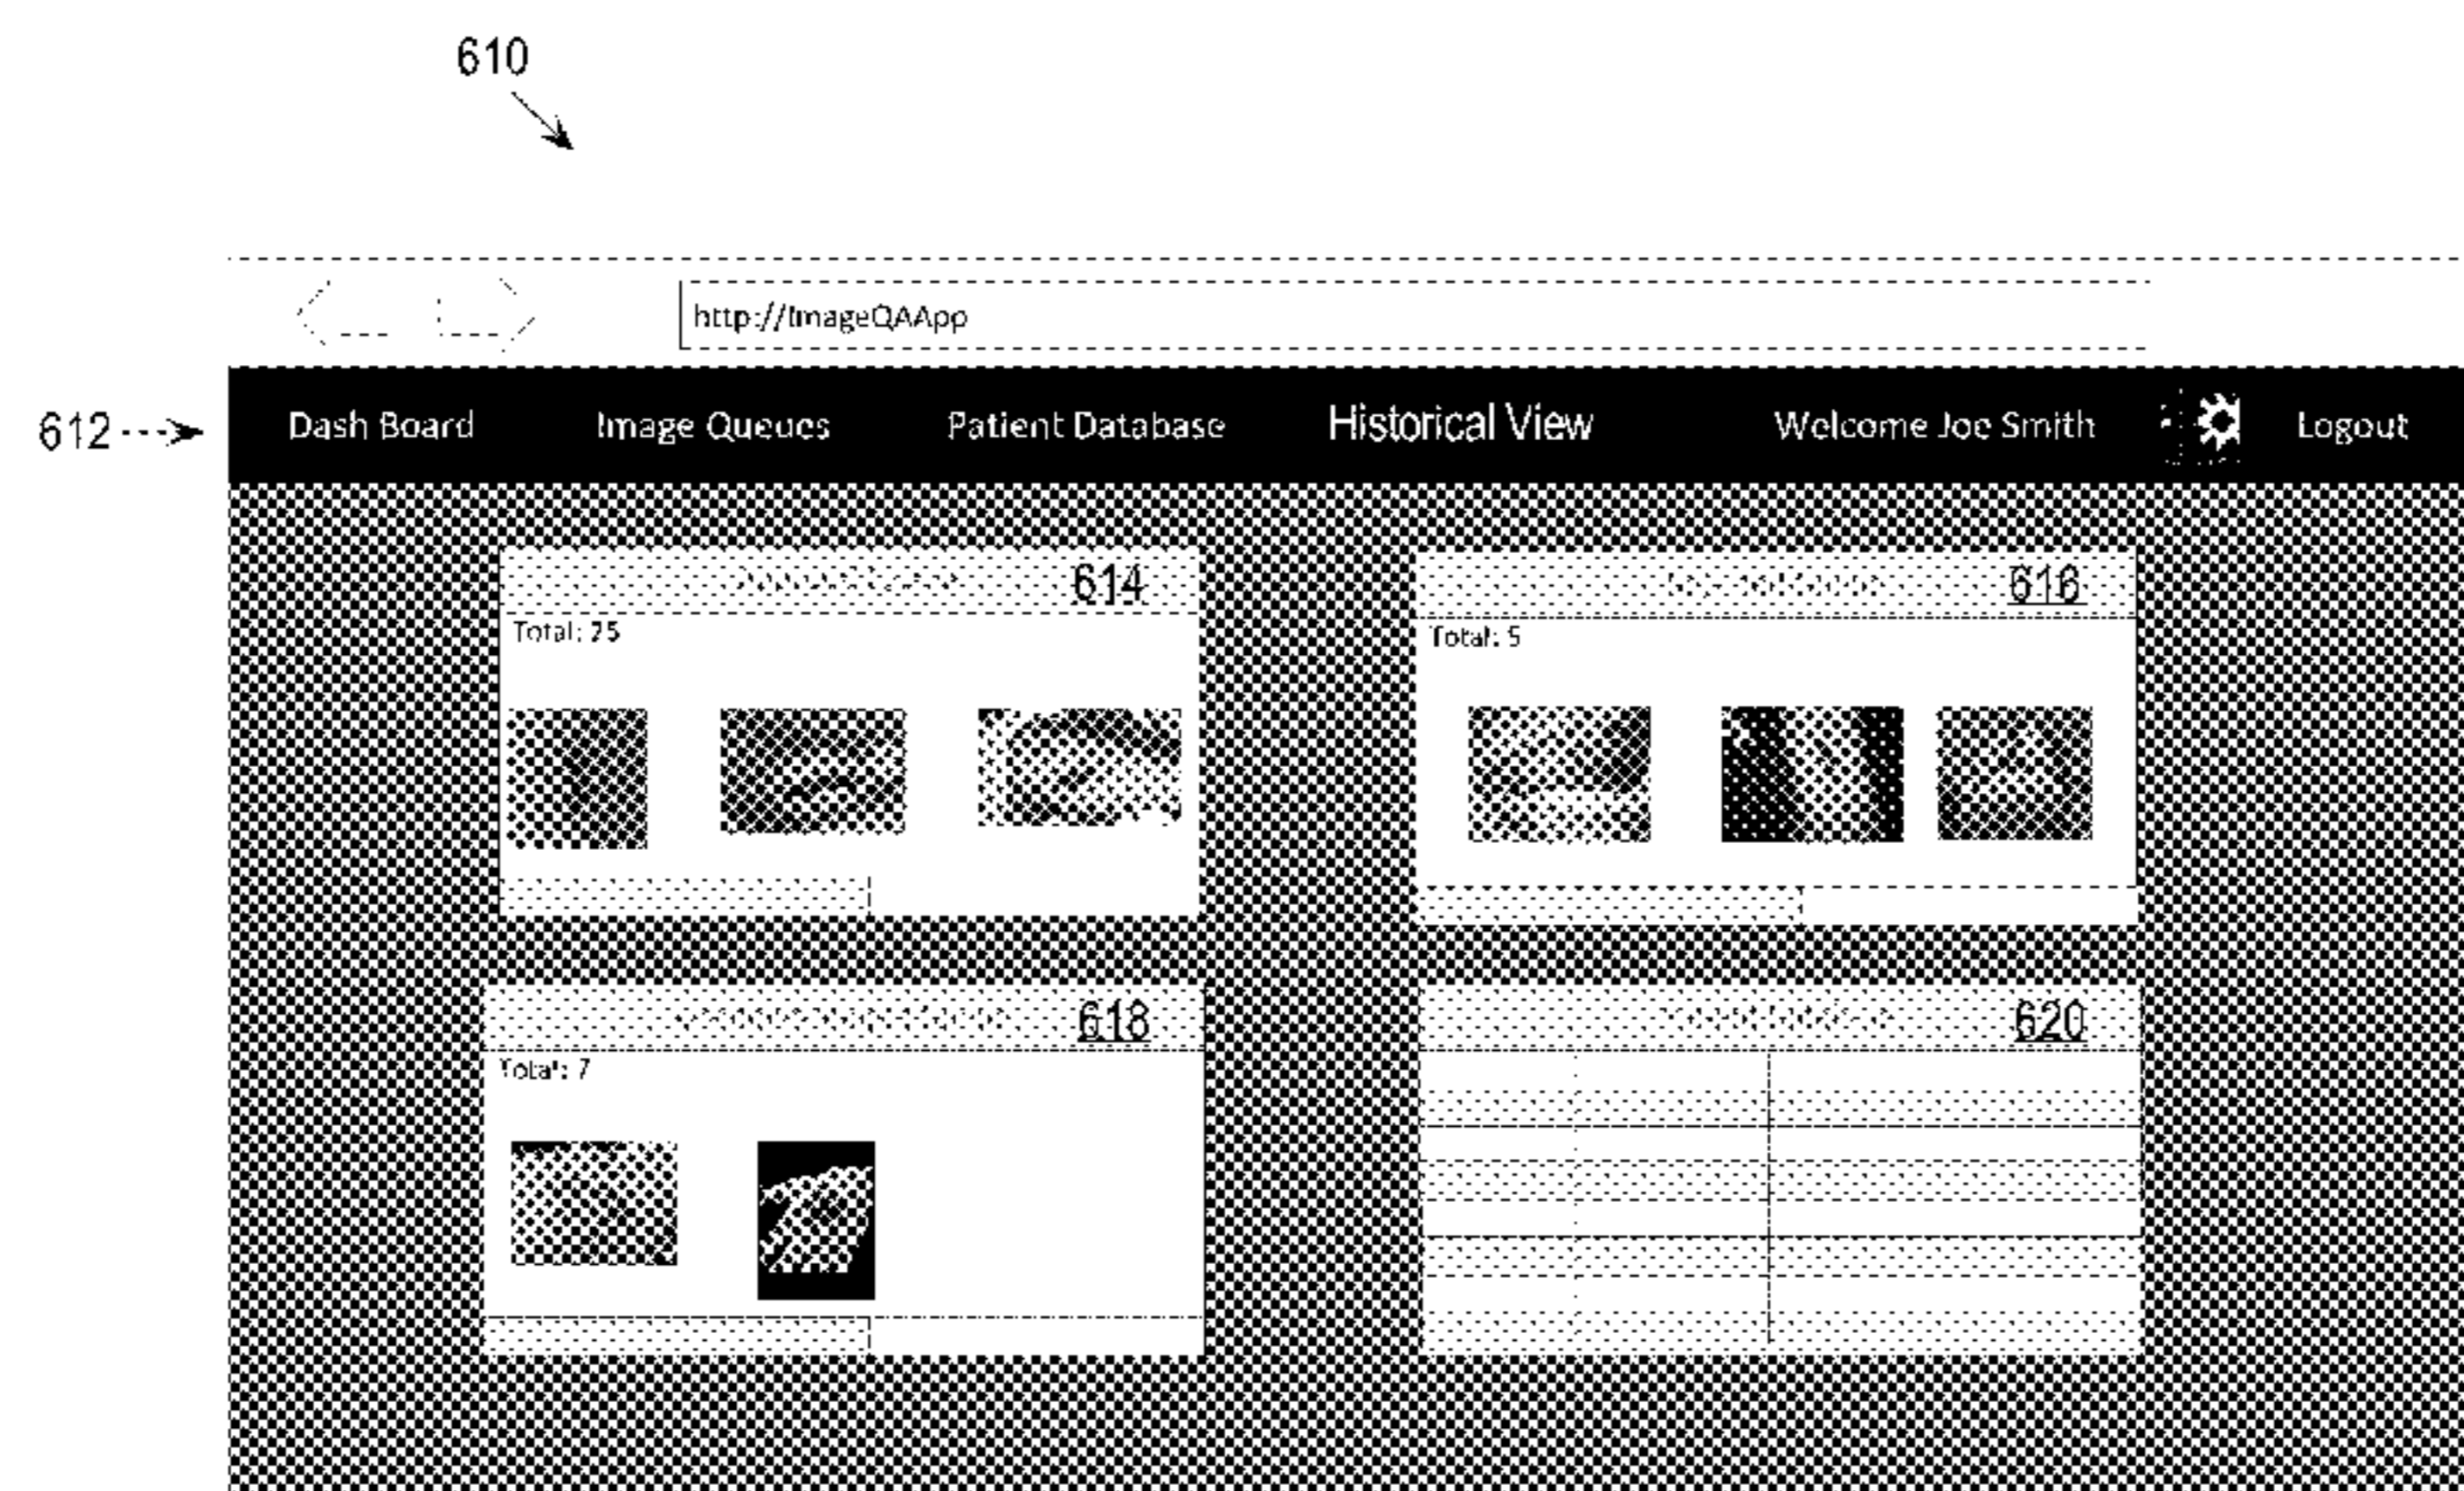 610
http://ImageQAApp
612 Dash Board Image Queues Patient Database Historical View Welcome Joe Smith Logout
614 616
Total: 25 Total: 5
618 620
Total: 7